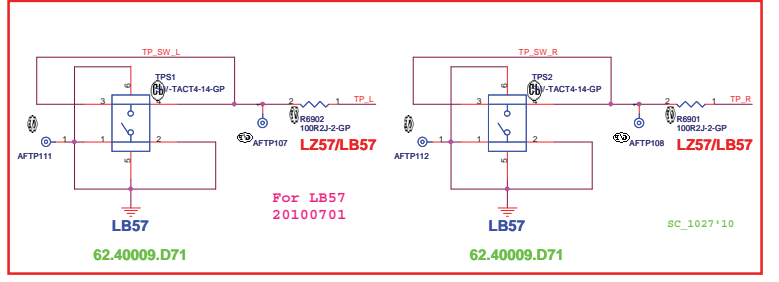 TP_SW_L
TPS1
-TACT4-14-GP
6
3
4
1
2
5
2
1
TP_L
R6902
100R2J-2-GP
LZ57/LB57
AFTP107
1
AFTP111
For LB57
20100701
LB57
62.40009.D71
TP_SW_R
TPS2
-TACT4-14-GP
6
3
4
1
2
5
2
1
TP_R
R6901
100R2J-2-GP
LZ57/LB57
AFTP108
1
AFTP112
SC_1027'10
LB57
62.40009.D71